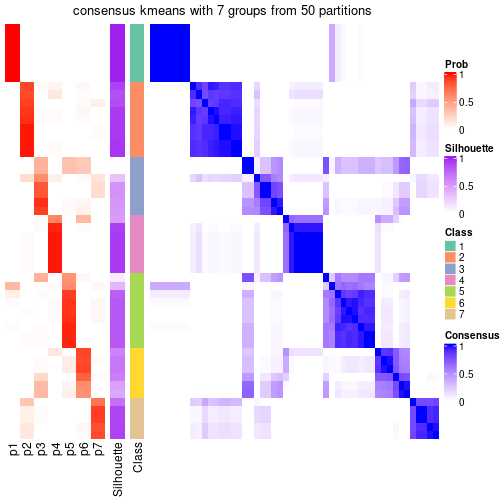 consensus kmeans with 7 groups from 50 partitions
Prob
1
0.5
0
Silhouette
1
0.5
0
Class
1
2
3
4
5
6
7
Consensus
1
0.5
0
p1
p2
p3
p4
p5
p6
p7
Silhouette
Class